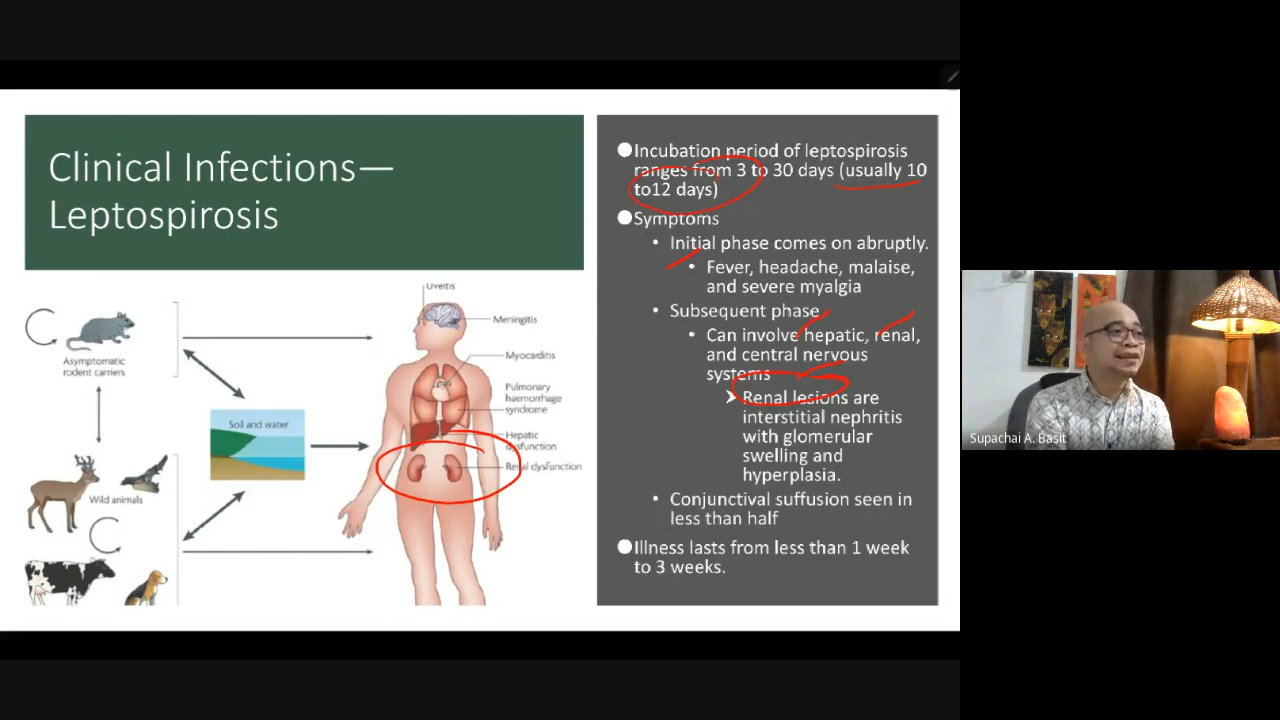 Clinical Infections—
Leptospirosis
Uveitis
Meningitis
Myocarditis
Pulmonary
haemorrhage
syndrome
Hepatic
dysfunction
Renal dysfunction
Asymptomatic
rodent carriers
Soil and water
Wild animals
Incubation period of leptospirosis
ranges from 3 to 30 days (usually 10
to12 days)
Symptoms
• Initial phase comes on abruptly.
• Fever, headache, malaise,
and severe myalgia
• Subsequent phase
• Can involve hepatic, renal,
and central nervous
systems
Renal lesions are
interstitial nephritis
with glomerular
swelling and
hyperplasia.
• Conjunctival suffusion seen in
less than half
Illness lasts from less than 1 week
to 3 weeks.
Supachai A. Basit